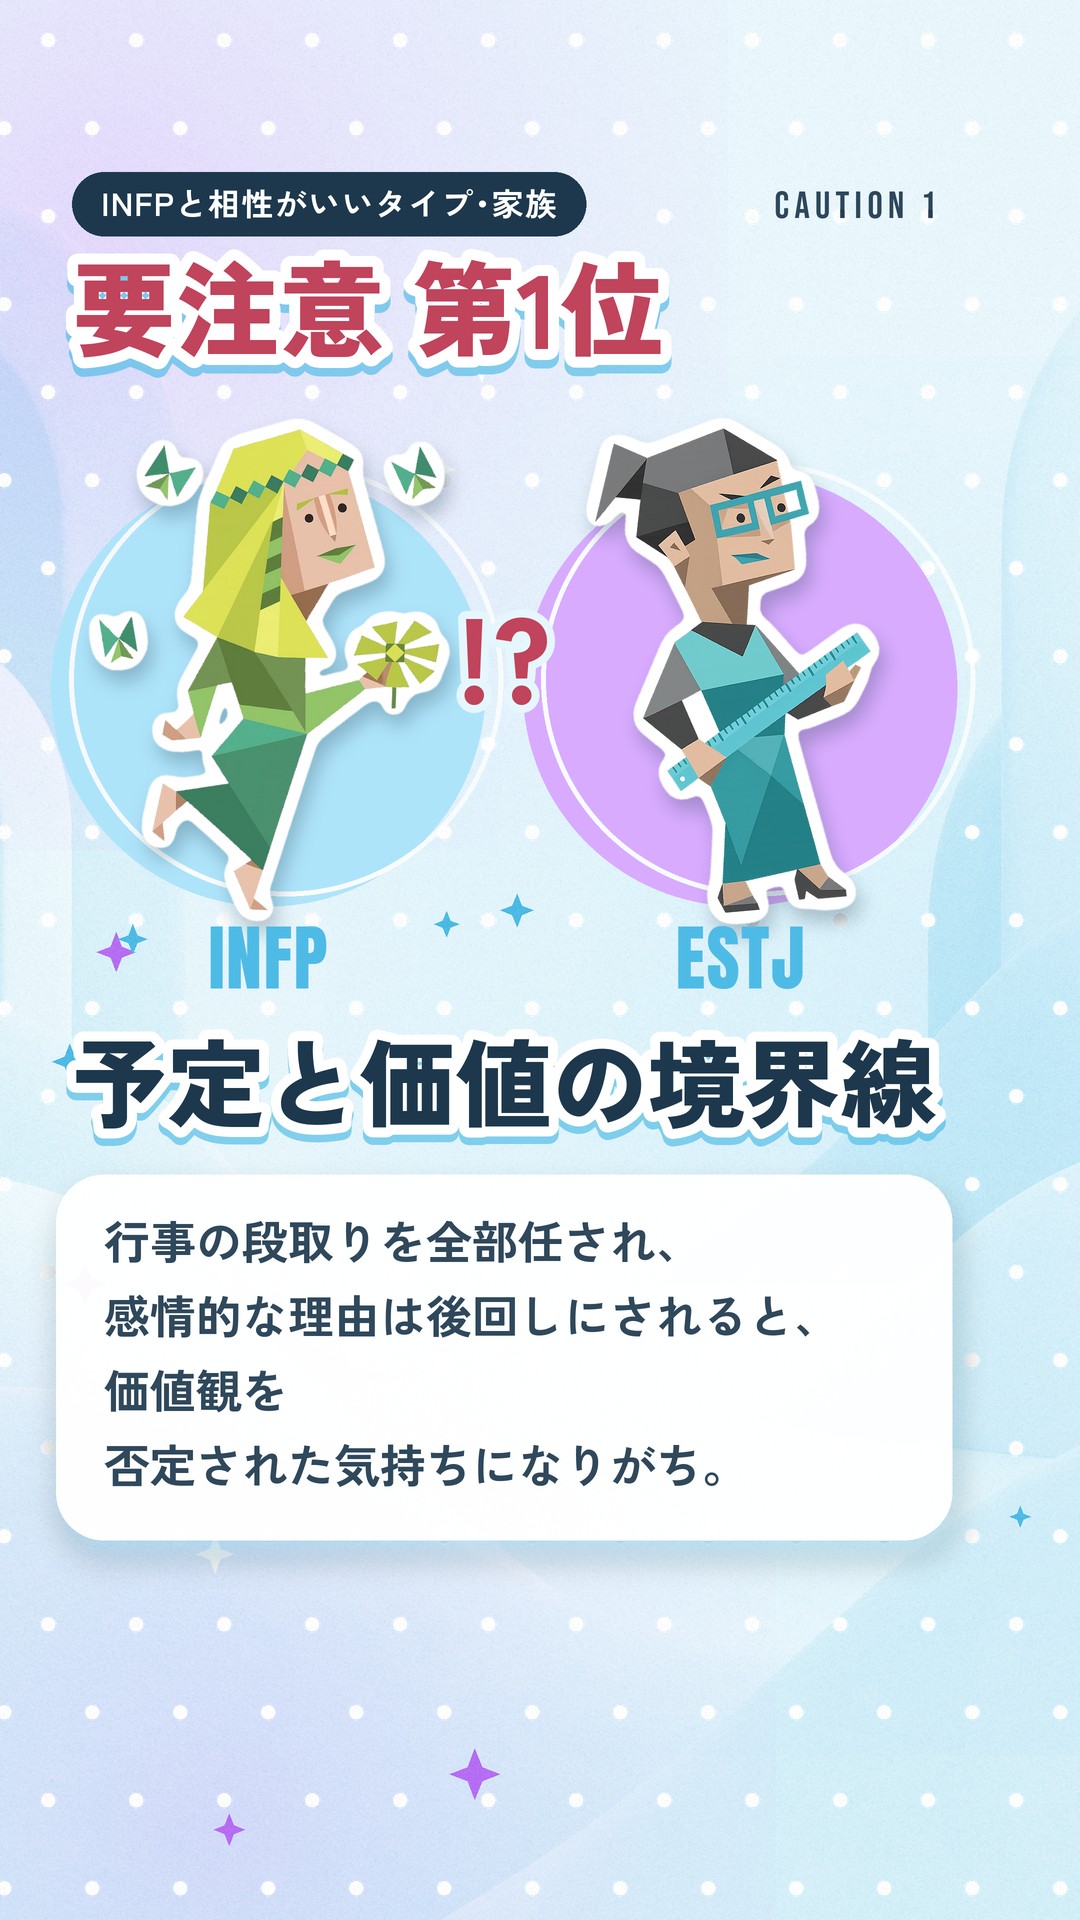 INFPと相性がいいタイプ・家族
CAUTION 1
要注意 第1位
!?
INFP
ESTJ
予定と価値の境界線
行事の段取りを全部任され、
感情的な理由は後回しにされると、
価値観を
否定された気持ちになりがち。